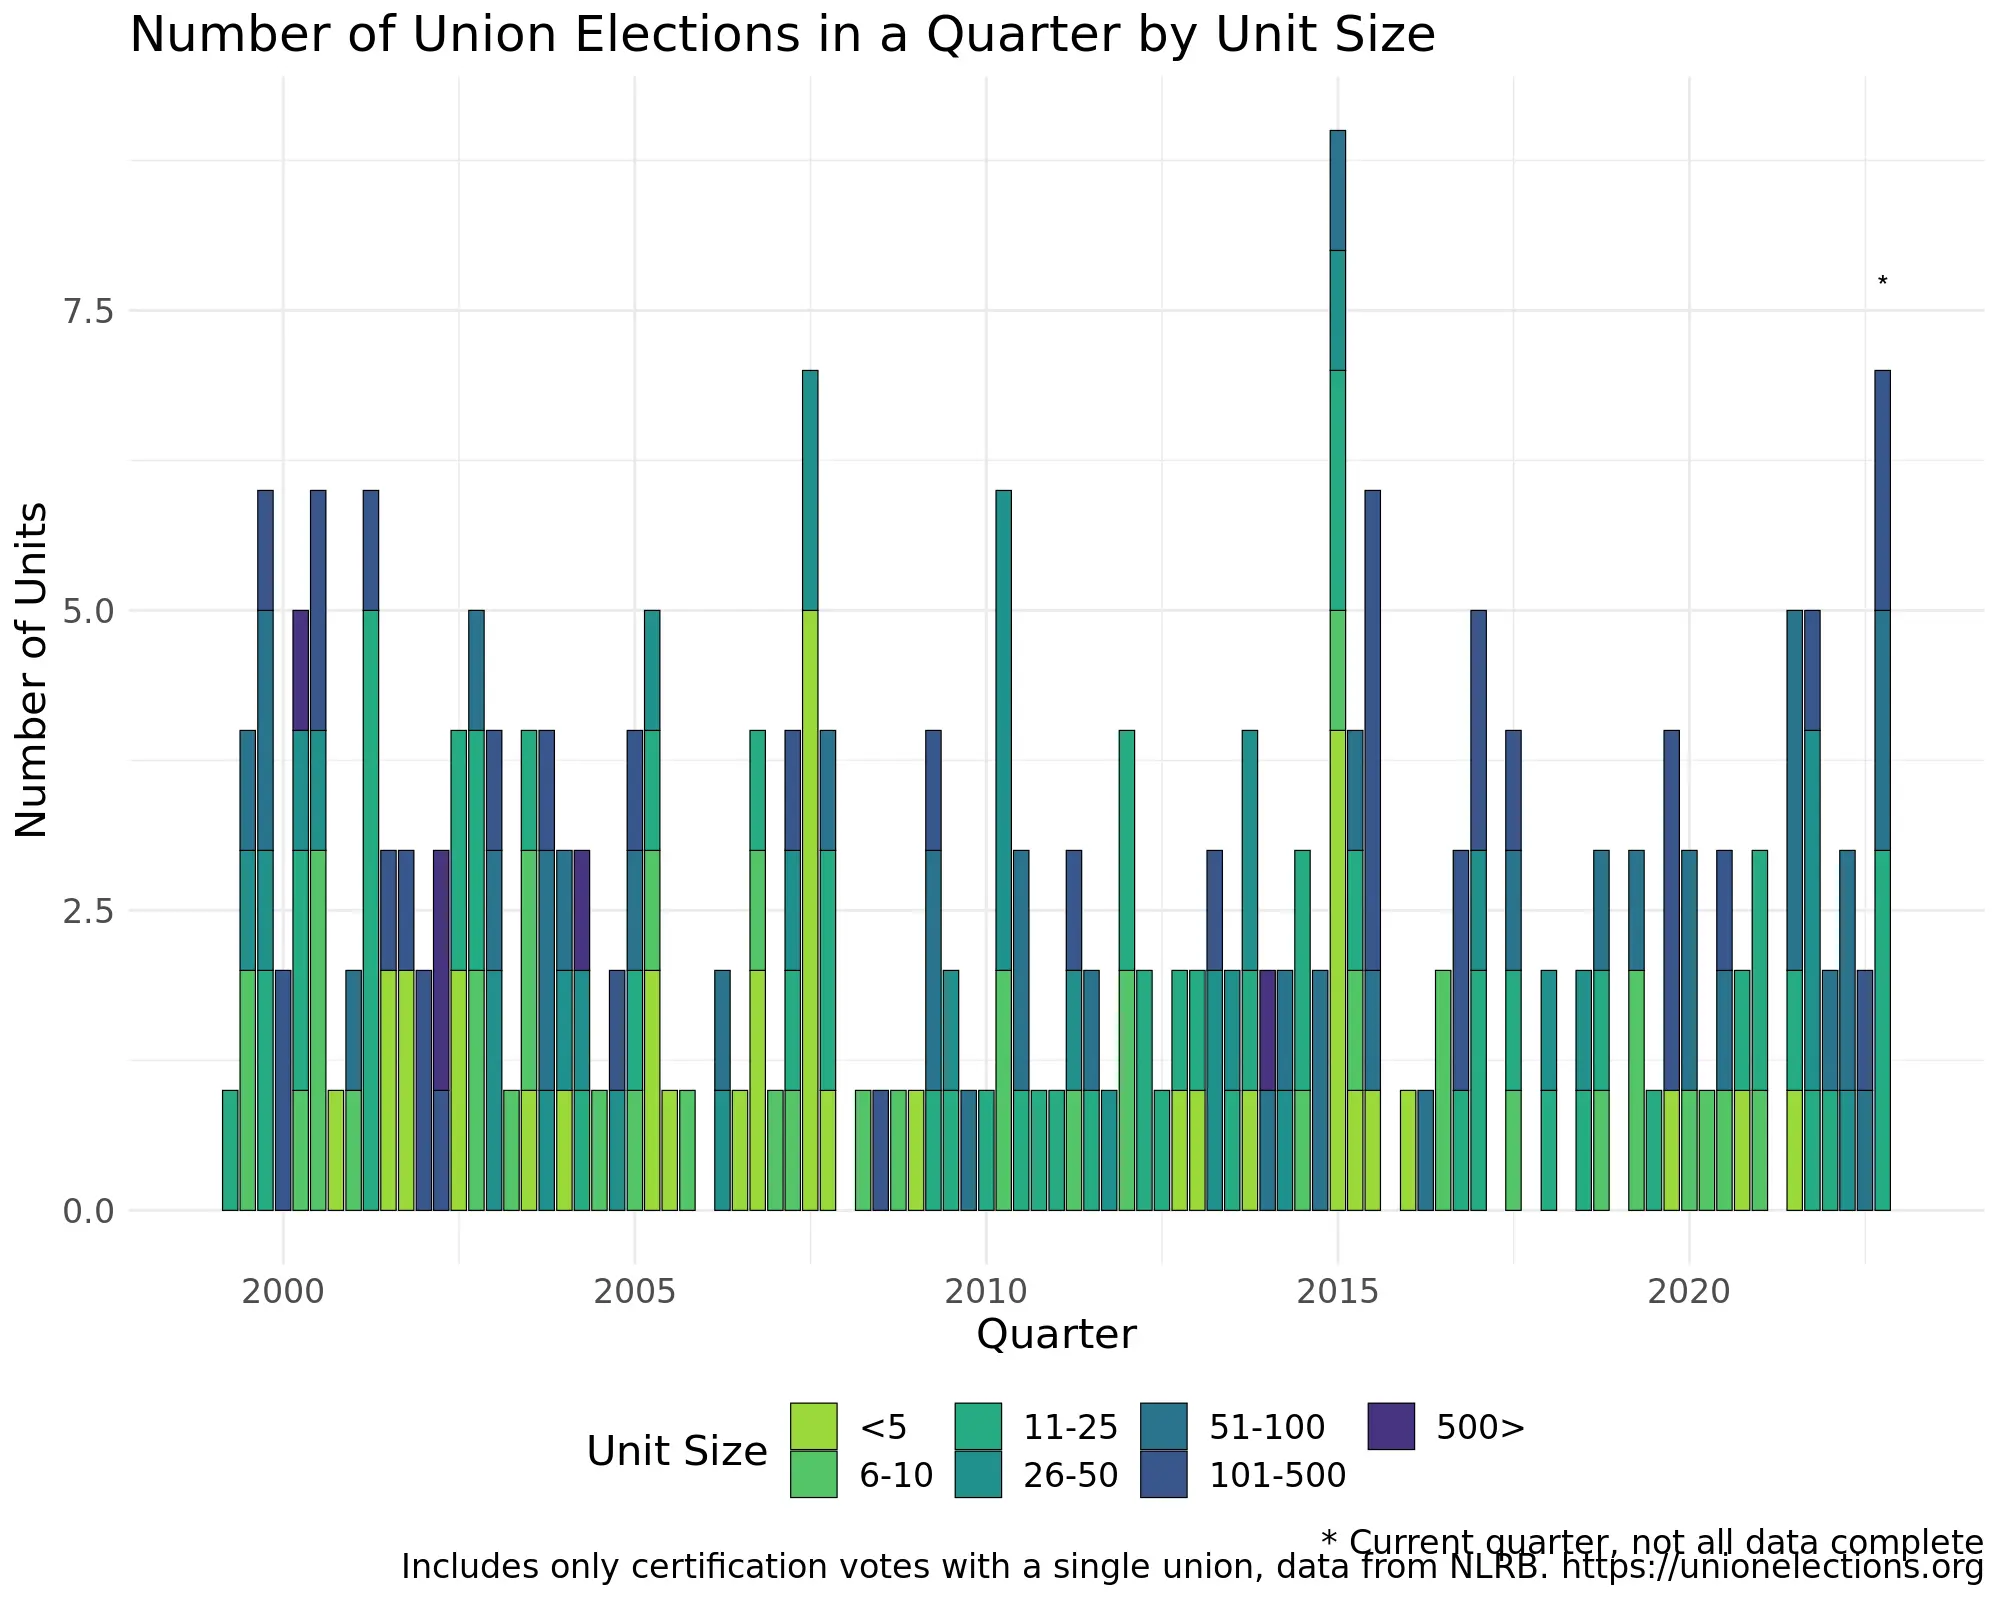 Number of Union Elections in a Quarter by Unit Size
Number of Units
7.5
5.0
2.5
0.0
*
2000 2005 2010 2015 2020
Quarter
Unit Size
<5 11-25 51-100 500>
6-10 26-50 101-500
* Current quarter, not all data complete
Includes only certification votes with a single union, data from NLRB. https://unionelections.org